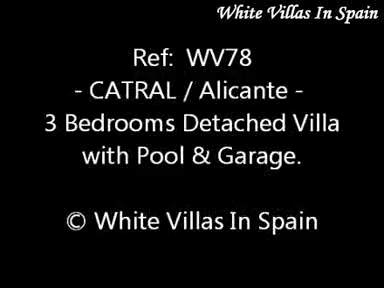 White Villas In Spain
Ref:  WV78
- CATRAL / Alicante -
3 Bedrooms Detached Villa
with Pool & Garage.
© White Villas In Spain